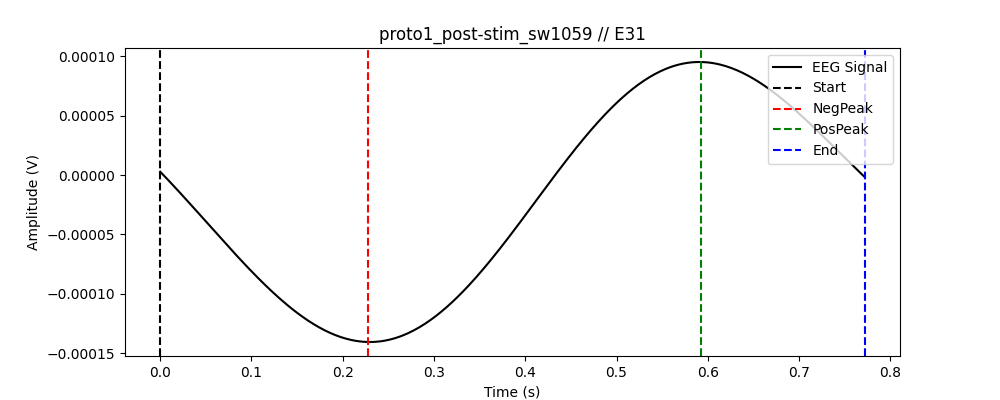 proto1_post-stim_sw1059 // E31
0.00010
0.00005
0.00000
−0.00005
−0.00010
−0.00015
Amplitude (V)
EEG Signal
Start
NegPeak
PosPeak
End
0.0 0.1 0.2 0.3 0.4 0.5 0.6 0.7 0.8
Time (s)